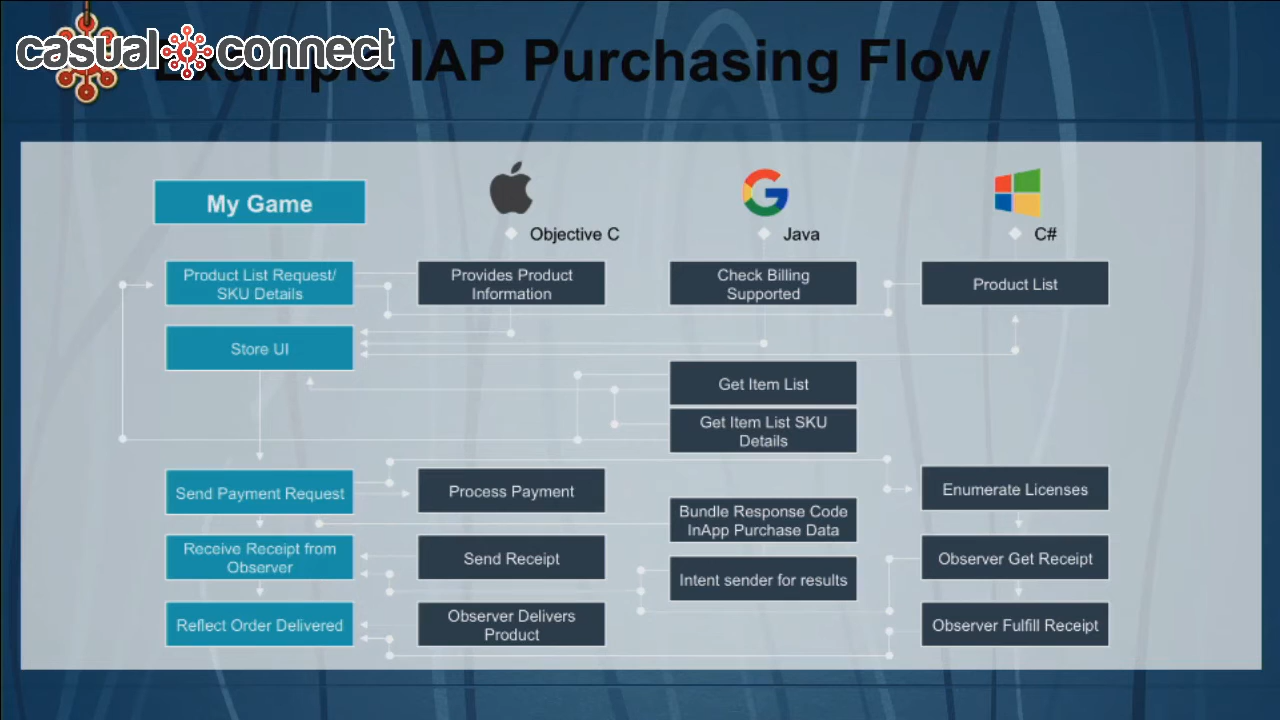 casual connect
Example IAP Purchasing Flow
My Game
Objective C
Java
C#
Product List Request/
SKU Details
Provides Product
Information
Check Billing
Supported
Product List
Store UI
Get Item List
Get Item List SKU
Details
Send Payment Request
Process Payment
Enumerate Licenses
Bundle Response Code
InApp Purchase Data
Receive Receipt from
Observer
Send Receipt
Intent sender for results
Observer Get Receipt
Reflect Order Delivered
Observer Delivers
Product
Observer Fulfill Receipt